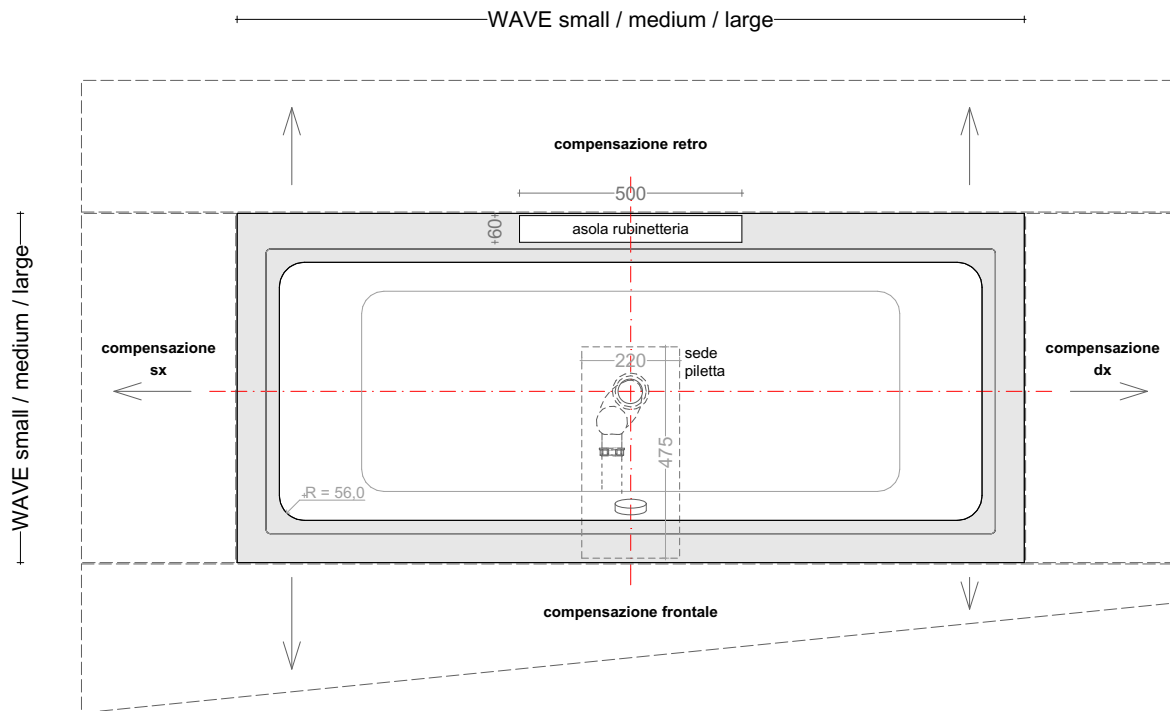 WAVE small / medium / large
compensazione retro
500
60
asola rubinetteria
WAVE small / medium / large
compensazione
sx
220
sede
piletta
compensazione
dx
475
R = 56,0
compensazione frontale